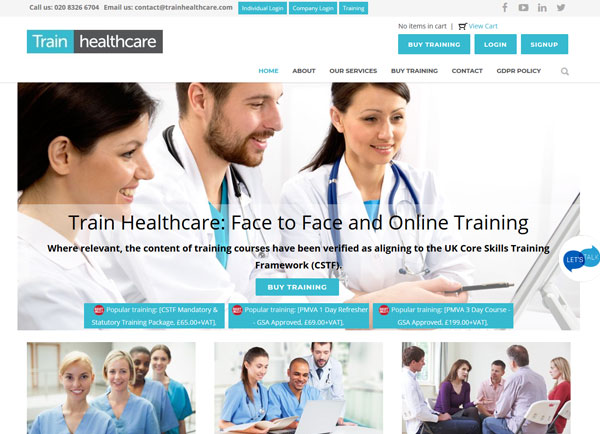 Call us: 020 8326 6704 Email us: contact@trainhealthcare.com Individual Login Company Login Training
No items in cart | View Cart
Train healthcare
BUY TRAINING LOGIN SIGNUP
HOME ABOUT OUR SERVICES BUY TRAINING CONTACT GDPR POLICY
Train Healthcare: Face to Face and Online Training
Where relevant, the content of training courses have been verified as aligning to the UK Core Skills Training
Framework (CSTF).
LET'S TALK
BUY TRAINING
Popular training: [CSTF Mandatory &
Statutory Training Package, £65.00+VAT],
Popular training: [PMVA 1 Day Refresher
- GSA Approved, £69.00+VAT],
Popular training: [PMVA 3 Day Course -
GSA Approved, £199.00+VAT],